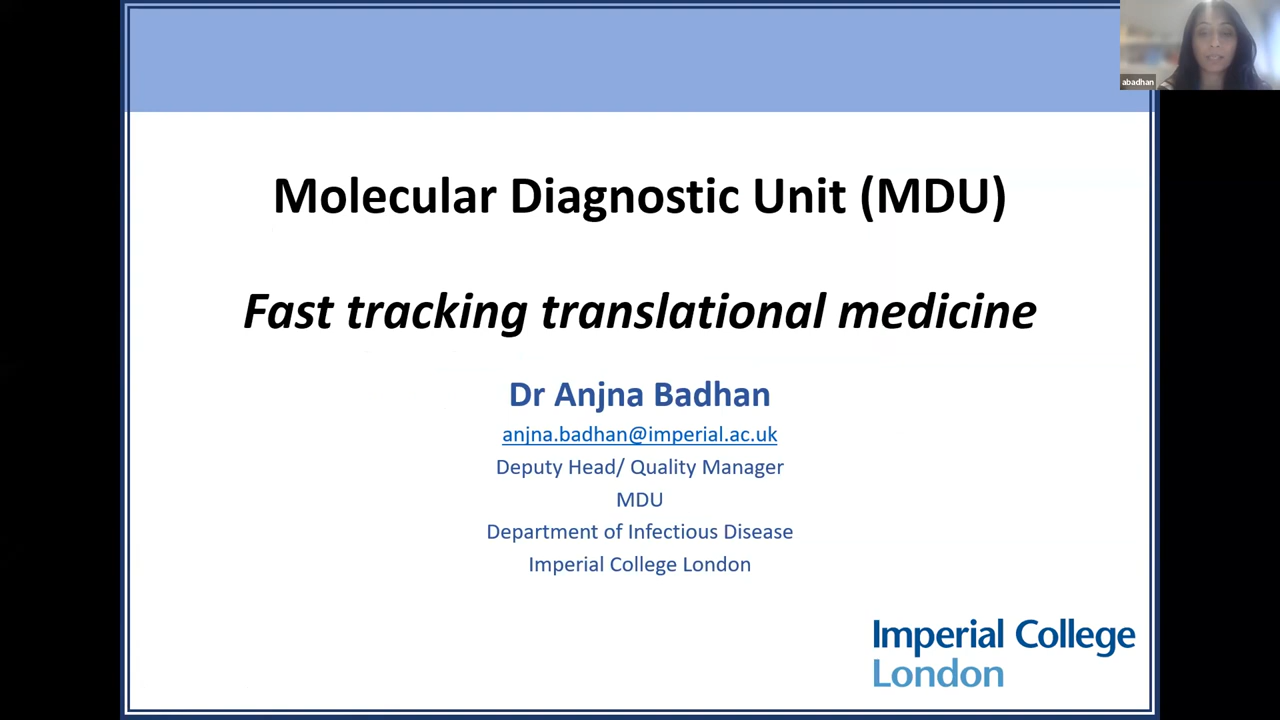 abadhan
Molecular Diagnostic Unit (MDU)
Fast tracking translational medicine
Dr Anjna Badhan
anjna.badhan@imperial.ac.uk
Deputy Head/ Quality Manager
MDU
Department of Infectious Disease
Imperial College London
Imperial College
London